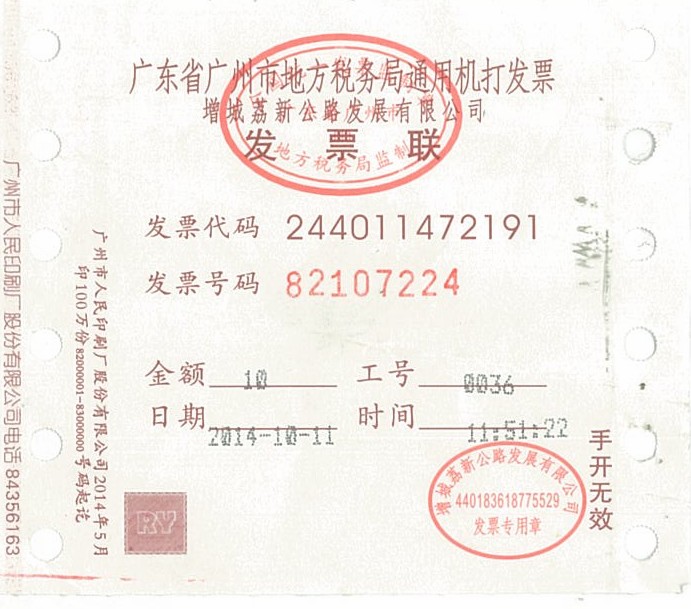 广东省广州市地方税务局通用机打发票
增城荔新公路发展有限公司
发票联
地方税务局监制
发票代码 244011472191
发票号码 82107224
金额 10 工号 0036
日期 2014-10-11 时间 11:51:22
手开无效
增城荔新公路发展有限公司
440183618775529
发票专用章
RY
广州市人民印刷厂股份有限公司2014年5月
印100万份82000001-83000000号码起讫
广州市人民印刷厂股份有限公司电话84356163